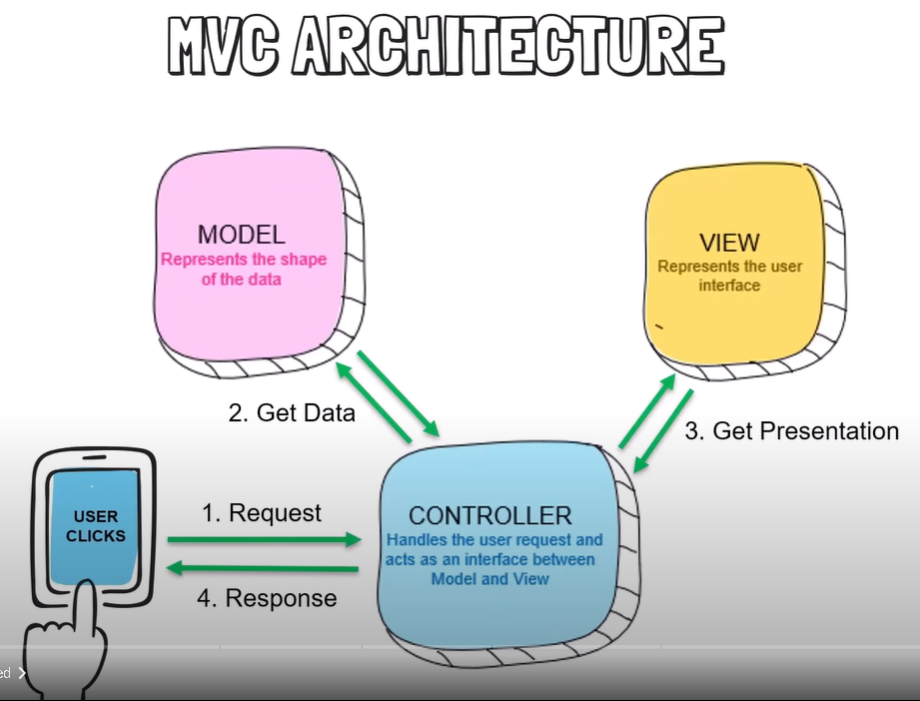 MVC ARCHITECTURE
MODEL
Represents the shape
of the data
VIEW
Represents the user
interface
2. Get Data
3. Get Presentation
USER
CLICKS
1. Request
4. Response
CONTROLLER
Handles the user request and
acts as an interface between
Model and View
ed